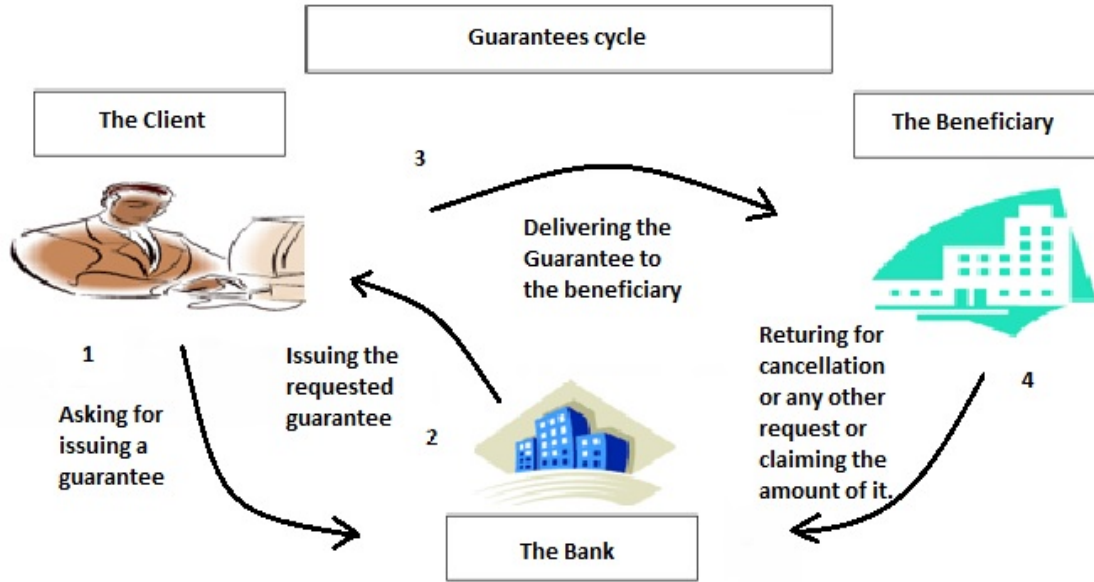 Guarantees cycle
The Client
The Beneficiary
3
Delivering the
Guarantee to
the beneficiary
1
Asking for
issuing a
guarantee
Issuing the
requested
guarantee
2
Returing for
cancellation
or any other
request or
claiming the
amount of it.
4
The Bank